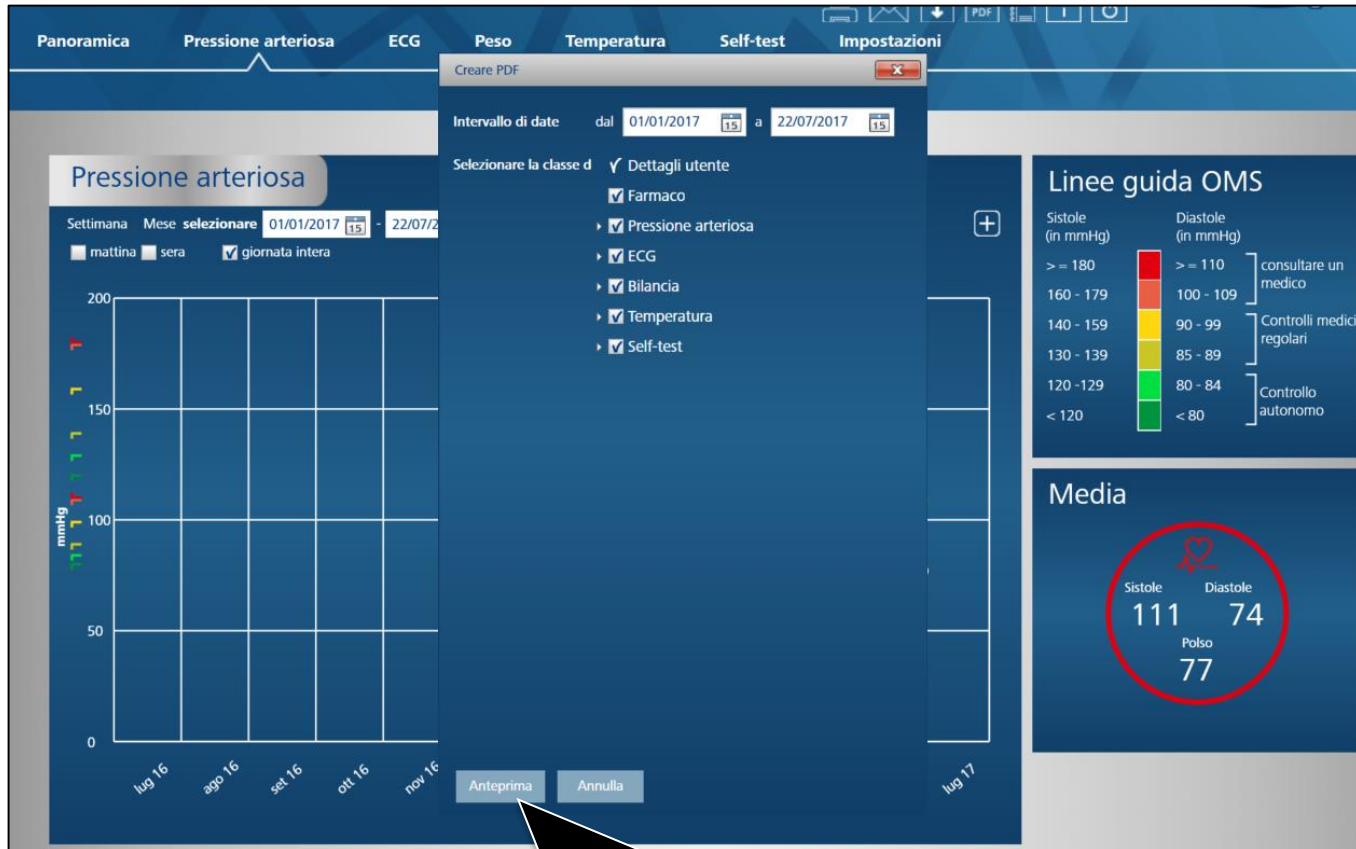 PDF
Panoramica Pressione arteriosa ECG Peso Temperatura Self-test Impostazioni
Creare PDF
Intervallo di date dal 01/01/2017 15 a 22/07/2017 15
Selezionare la classe d Dettagli utente
Farmaco
Pressione arteriosa
ECG
Bilancia
Temperatura
Self-test
Anteprima Annulla
Pressione arteriosa
Settimana Mese selezionare 01/01/2017 15 - 22/07/2
mattina sera giornata intera
200
150
100
50
0
mmHg
lug 16 ago 16 set 16 ott 16 nov 16 lug 17
Linee guida OMS
Sistole Diastole
(in mmHg) (in mmHg)
> = 180 > = 110 consultare un
160 - 179 100 - 109 medico
140 - 159 90 - 99 Controlli medici
130 - 139 85 - 89 regolari
120 -129 80 - 84 Controllo
< 120 < 80 autonomo
Media
Sistole Diastole
111 74
Polso
77